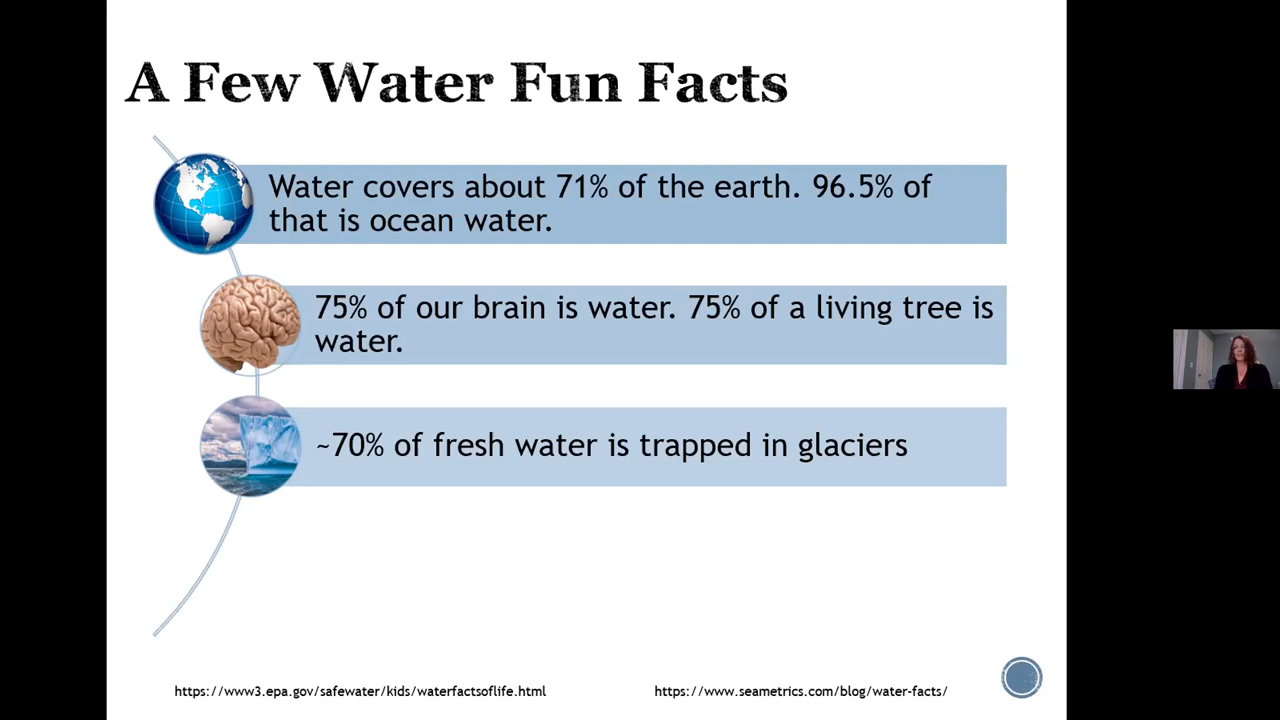 A Few Water Fun Facts
Water covers about 71% of the earth. 96.5% of
that is ocean water.
75% of our brain is water. 75% of a living tree is
water.
~70% of fresh water is trapped in glaciers
https://www3.epa.gov/safewater/kids/waterfactsoflife.html
https://www.seametrics.com/blog/water-facts/